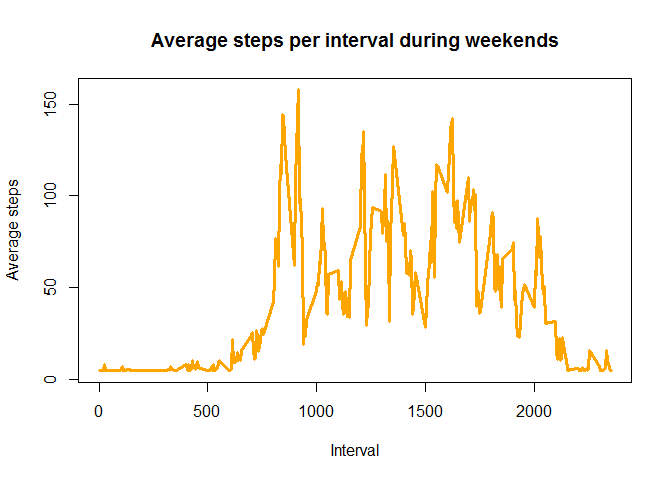 Average steps per interval during weekends
Average steps
150
100
50
0
0 500 1000 1500 2000
Interval